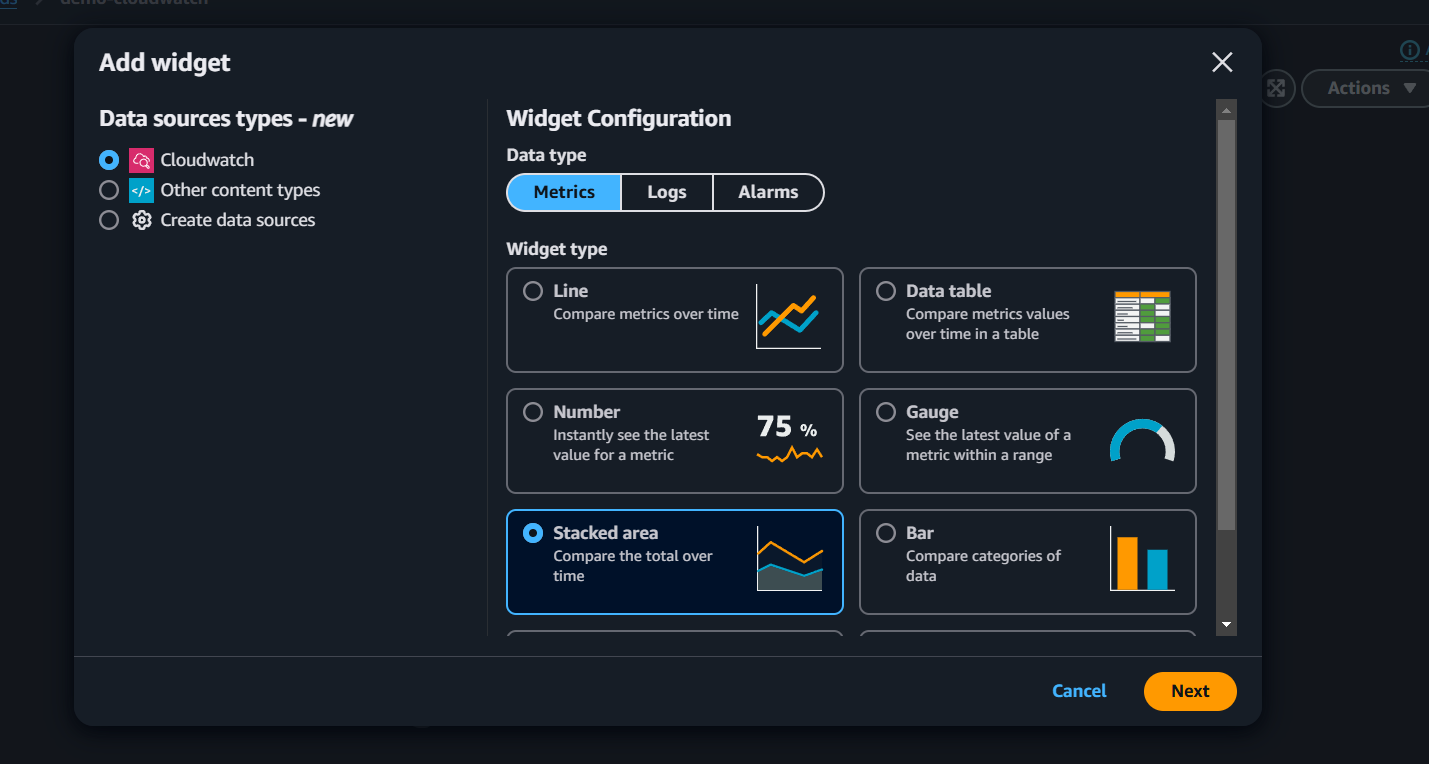 demo-cloudwatch
Add widget
Actions
Data sources types - new
Cloudwatch
</>
Other content types
Create data sources
Widget Configuration
Data type
Metrics
Logs
Alarms
Widget type
Line
Compare metrics over time
Data table
Compare metrics values
over time in a table
Number
Instantly see the latest
value for a metric
75 %
Gauge
See the latest value of a
metric within a range
Stacked area
Compare the total over
time
Bar
Compare categories of
data
Cancel
Next